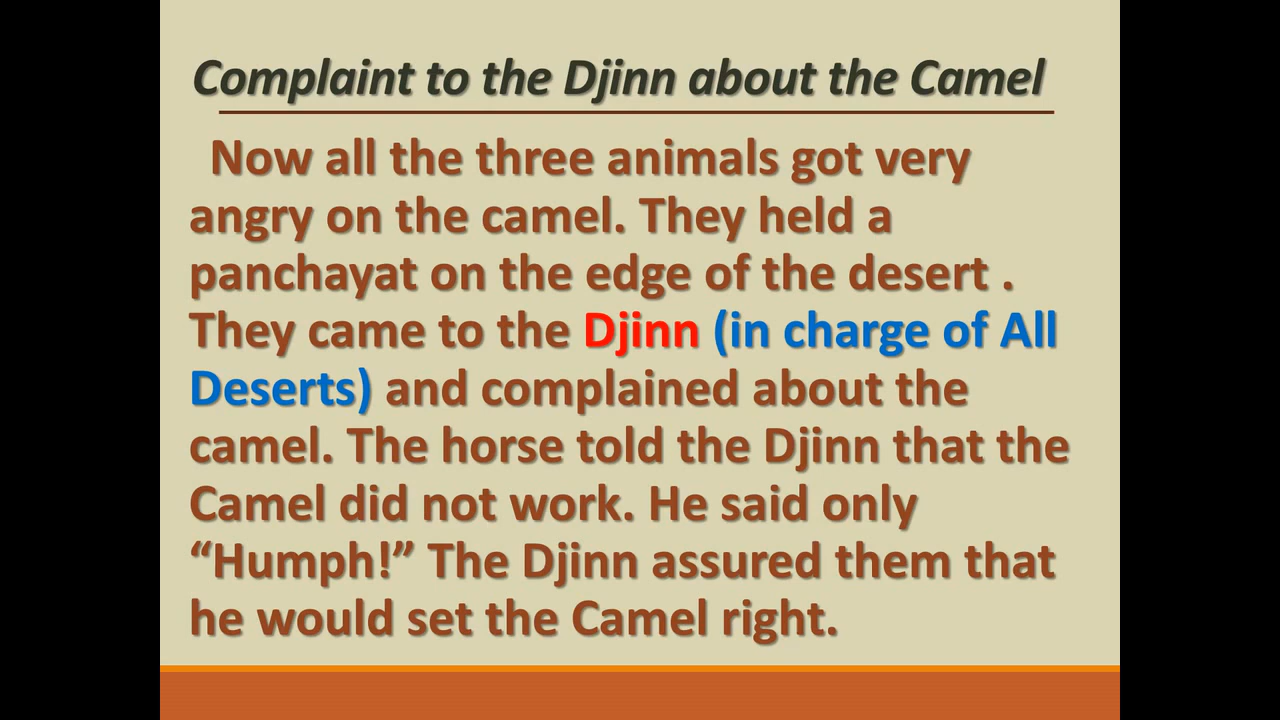 Complaint to the Djinn about the Camel
Now all the three animals got very
angry on the camel. They held a
panchayat on the edge of the desert .
They came to the Djinn (in charge of All
Deserts) and complained about the
camel. The horse told the Djinn that the
Camel did not work. He said only
“Humph!” The Djinn assured them that
he would set the Camel right.